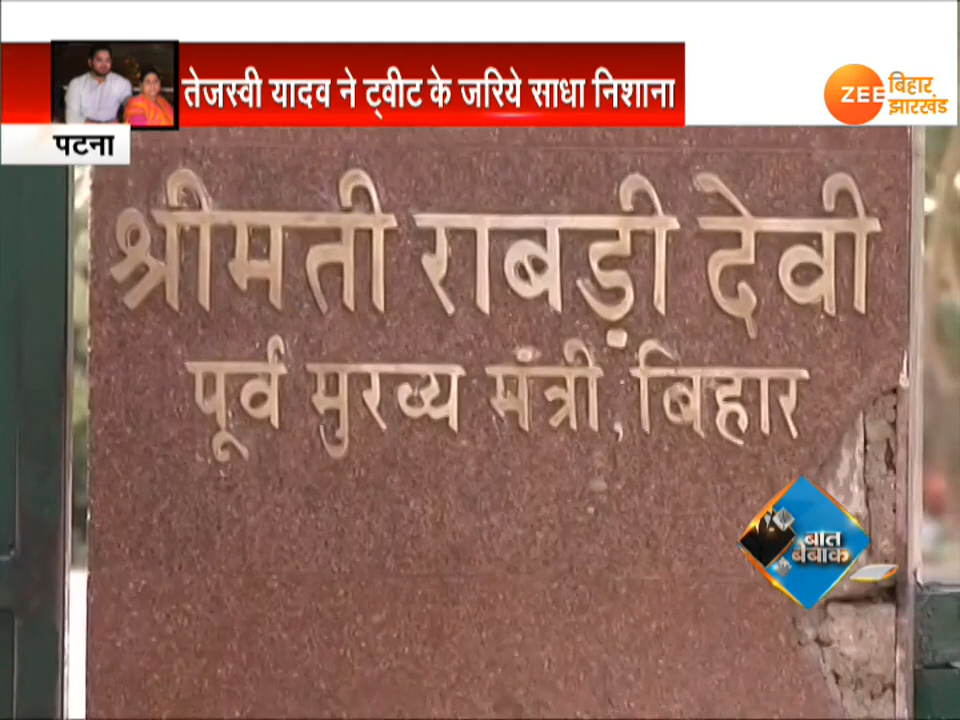 तेजस्वी यादव ने ट्वीट के जरिये साधा निशाना
ZEE बिहार झारखंड
पटना
श्रीमती राबड़ी देवी
पूर्व मुख्य मंत्री, बिहार
बात
बेबाक